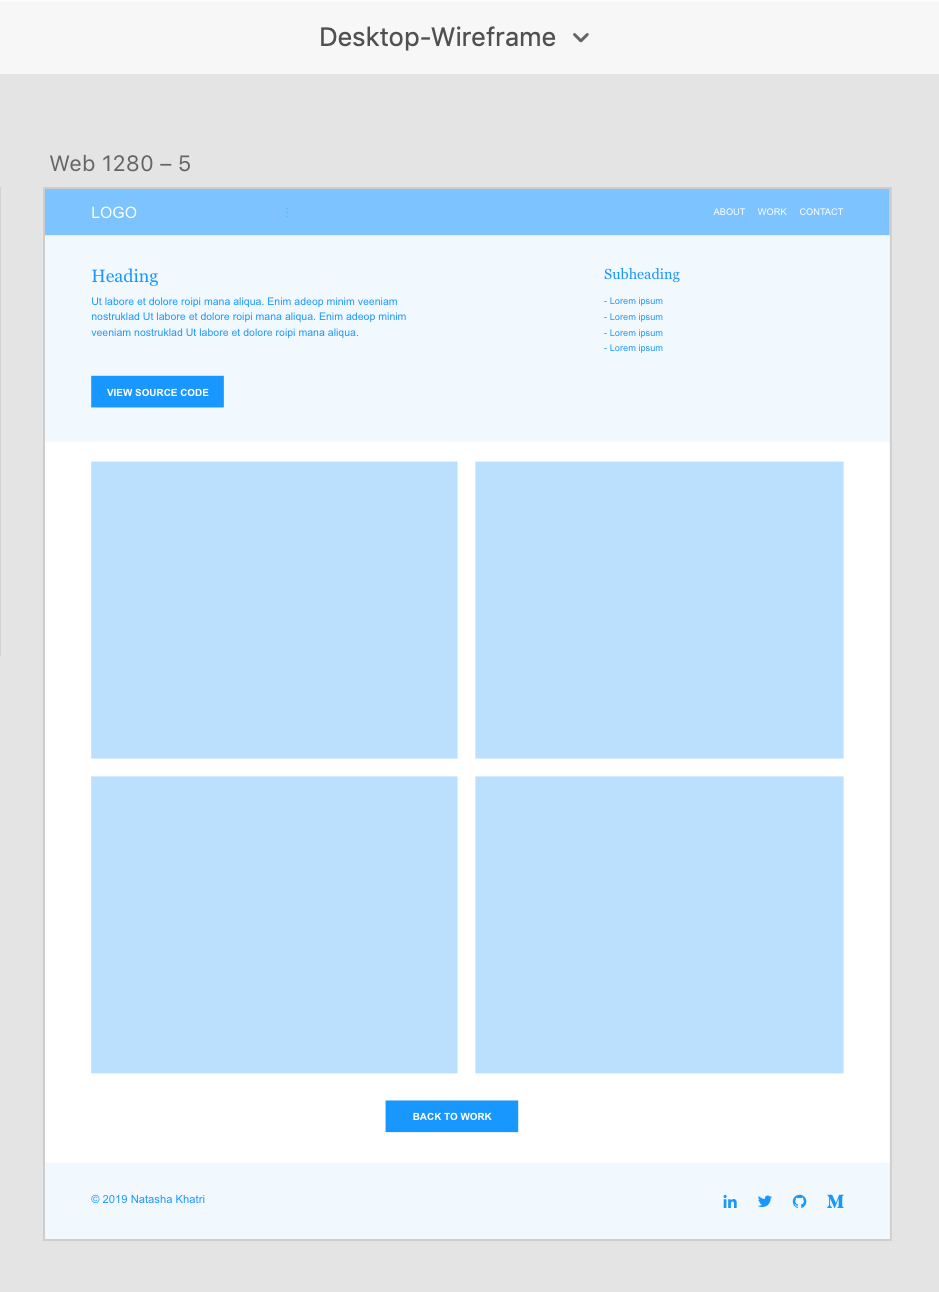 Desktop-Wireframe
Web 1280 – 5
LOGO
ABOUT WORK CONTACT
Heading
Ut labore et dolore roipi mana aliqua. Enim adeop minim veeniam
nostruklad Ut labore et dolore roipi mana aliqua. Enim adeop minim
veeniam nostruklad Ut labore et dolore roipi mana aliqua.
VIEW SOURCE CODE
Subheading
- Lorem ipsum
- Lorem ipsum
- Lorem ipsum
- Lorem ipsum
BACK TO WORK
© 2019 Natasha Khatri
in
M